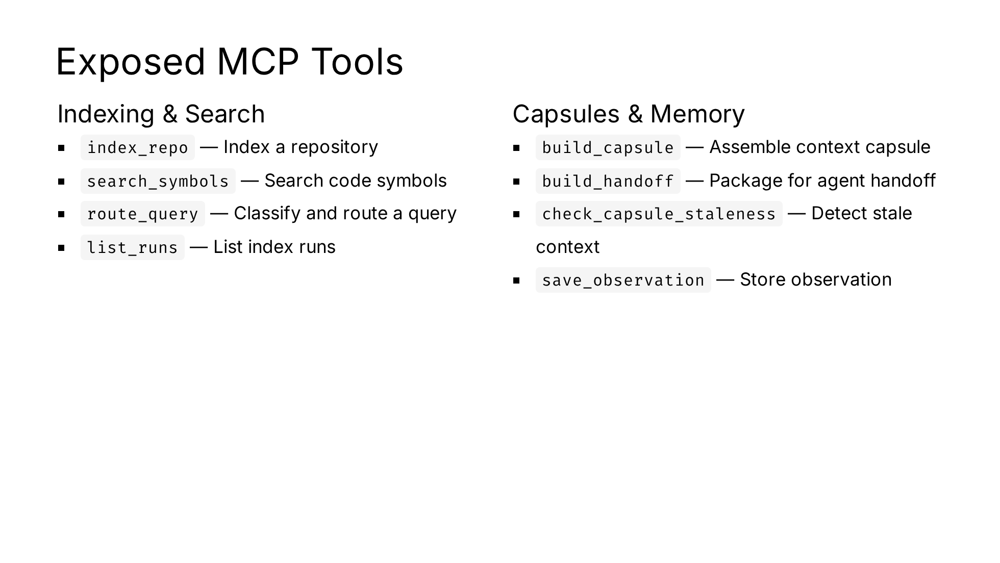 Exposed MCP Tools
Indexing & Search
▪ index_repo — Index a repository
▪ search_symbols — Search code symbols
▪ route_query — Classify and route a query
▪ list_runs — List index runs
Capsules & Memory
▪ build_capsule — Assemble context capsule
▪ build_handoff — Package for agent handoff
▪ check_capsule_staleness — Detect stale
context
▪ save_observation — Store observation